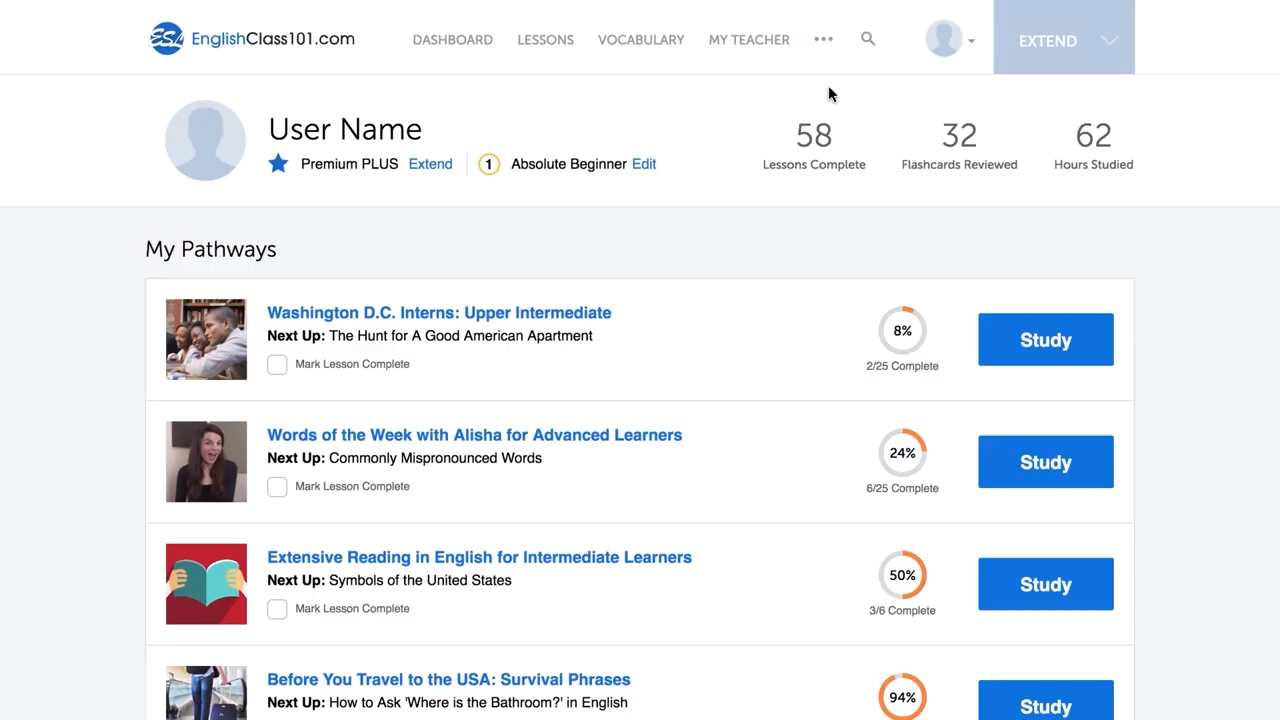 ESL EnglishClass101.com DASHBOARD LESSONS VOCABULARY MY TEACHER ••• EXTEND
User Name
Premium PLUS Extend 1 Absolute Beginner Edit
58 32 62
Lessons Complete Flashcards Reviewed Hours Studied
My Pathways
Washington D.C. Interns: Upper Intermediate
Next Up: The Hunt for A Good American Apartment
Mark Lesson Complete
8%
2/25 Complete
Study
Words of the Week with Alisha for Advanced Learners
Next Up: Commonly Mispronounced Words
Mark Lesson Complete
24%
6/25 Complete
Study
Extensive Reading in English for Intermediate Learners
Next Up: Symbols of the United States
Mark Lesson Complete
50%
3/6 Complete
Study
Before You Travel to the USA: Survival Phrases
Next Up: How to Ask 'Where is the Bathroom?' in English
94%
Study